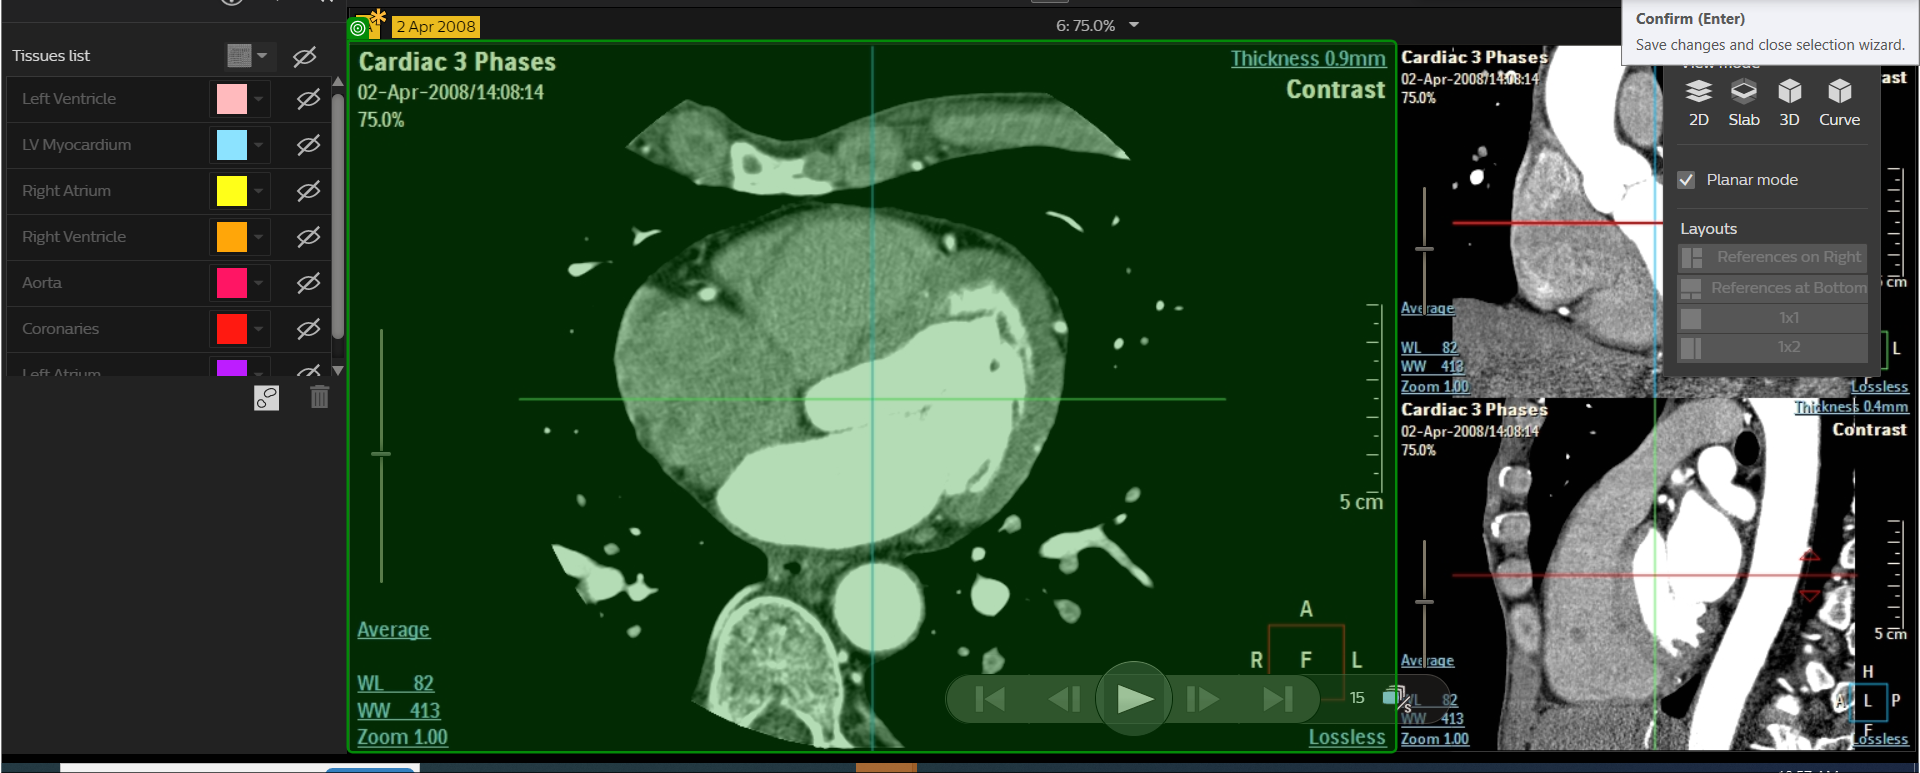 2 Apr 2008
6: 75.0%
Confirm (Enter)
Save changes and close selection wizard.
Tissues list
Left Ventricle
LV Myocardium
Right Atrium
Right Ventricle
Aorta
Coronaries
Left Atrium
Cardiac 3 Phases
02-Apr-2008/14:08:14
75.0%
Thickness 0.9mm
Contrast
5 cm
Average
WL 82
WW 413
Zoom 1.00
A
R F L
15
Lossless
Cardiac 3 Phases
02-Apr-2008/14:08:14
75.0%
Average
WL 82
WW 413
Zoom 1.00
View mode
2D Slab 3D Curve
Planar mode
Layouts
References on Right
References at Bottom
1x1
1x2
cm
L
Lossless
Cardiac 3 Phases
02-Apr-2008/14:08:14
75.0%
Thickness 0.4mm
Contrast
5 cm
Average
WL 82
WW 413
Zoom 1.00
H
A L P
F
Lossless